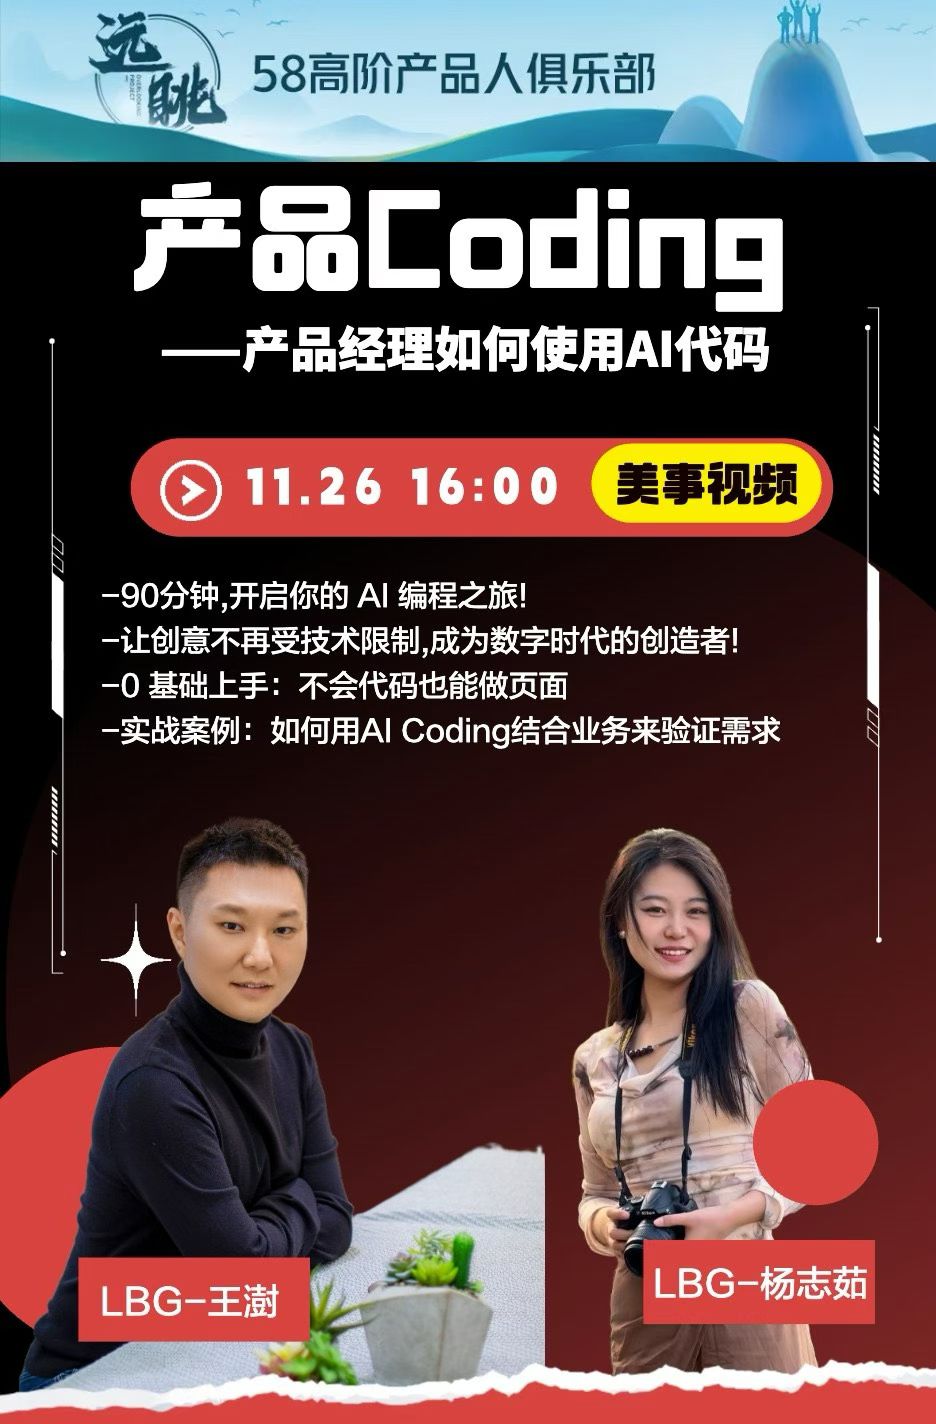 远眺
OVERLOOKING PROJECT
58高阶产品人俱乐部
产品Coding
——产品经理如何使用AI代码
11.26 16:00 美事视频
-90分钟,开启你的 AI 编程之旅!
-让创意不再受技术限制,成为数字时代的创造者!
-0 基础上手：不会代码也能做页面
-实战案例：如何用AI Coding结合业务来验证需求
Nikon
LBG-王澍
LBG-杨志茹